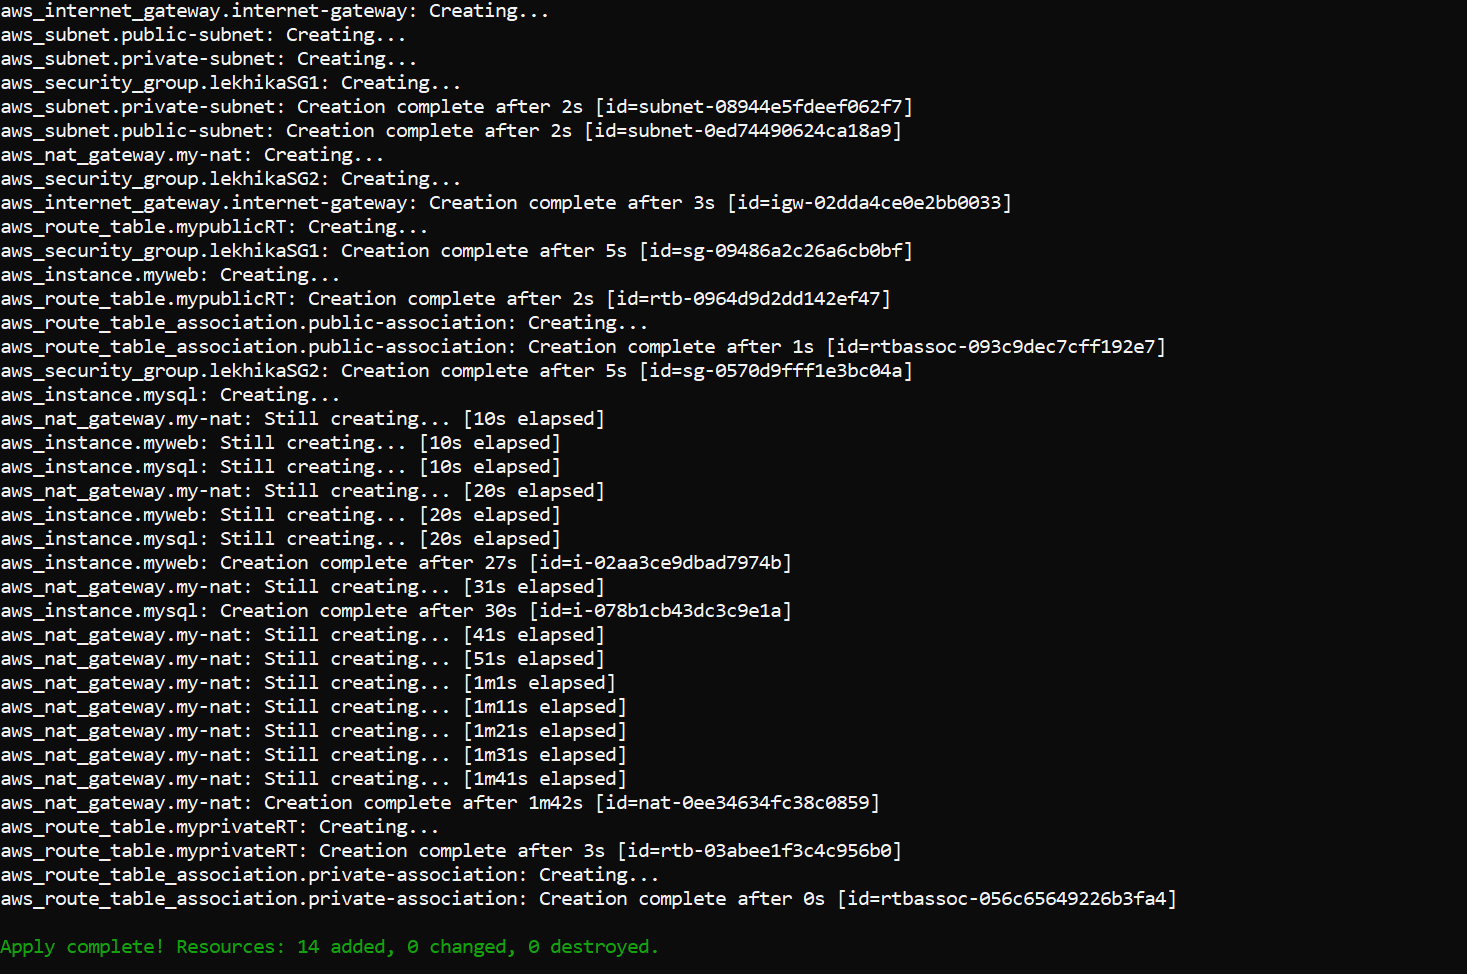 aws_internet_gateway.internet-gateway: Creating...
aws_subnet.public-subnet: Creating...
aws_subnet.private-subnet: Creating...
aws_security_group.lekhikaSG1: Creating...
aws_subnet.private-subnet: Creation complete after 2s [id=subnet-08944e5fdeef062f7]
aws_subnet.public-subnet: Creation complete after 2s [id=subnet-0ed74490624ca18a9]
aws_nat_gateway.my-nat: Creating...
aws_security_group.lekhikaSG2: Creating...
aws_internet_gateway.internet-gateway: Creation complete after 3s [id=igw-02dda4ce0e2bb0033]
aws_route_table.mypublicRT: Creating...
aws_security_group.lekhikaSG1: Creation complete after 5s [id=sg-09486a2c26a6cb0bf]
aws_instance.myweb: Creating...
aws_route_table.mypublicRT: Creation complete after 2s [id=rtb-0964d9d2dd142ef47]
aws_route_table_association.public-association: Creating...
aws_route_table_association.public-association: Creation complete after 1s [id=rtbassoc-093c9dec7cff192e7]
aws_security_group.lekhikaSG2: Creation complete after 5s [id=sg-0570d9fff1e3bc04a]
aws_instance.mysql: Creating...
aws_nat_gateway.my-nat: Still creating... [10s elapsed]
aws_instance.myweb: Still creating... [10s elapsed]
aws_instance.mysql: Still creating... [10s elapsed]
aws_nat_gateway.my-nat: Still creating... [20s elapsed]
aws_instance.myweb: Still creating... [20s elapsed]
aws_instance.mysql: Still creating... [20s elapsed]
aws_instance.myweb: Creation complete after 27s [id=i-02aa3ce9dbad7974b]
aws_nat_gateway.my-nat: Still creating... [31s elapsed]
aws_instance.mysql: Creation complete after 30s [id=i-078b1cb43dc3c9e1a]
aws_nat_gateway.my-nat: Still creating... [41s elapsed]
aws_nat_gateway.my-nat: Still creating... [51s elapsed]
aws_nat_gateway.my-nat: Still creating... [1m1s elapsed]
aws_nat_gateway.my-nat: Still creating... [1m11s elapsed]
aws_nat_gateway.my-nat: Still creating... [1m21s elapsed]
aws_nat_gateway.my-nat: Still creating... [1m31s elapsed]
aws_nat_gateway.my-nat: Still creating... [1m41s elapsed]
aws_nat_gateway.my-nat: Creation complete after 1m42s [id=nat-0ee34634fc38c0859]
aws_route_table.myprivateRT: Creating...
aws_route_table.myprivateRT: Creation complete after 3s [id=rtb-03abee1f3c4c956b0]
aws_route_table_association.private-association: Creating...
aws_route_table_association.private-association: Creation complete after 0s [id=rtbassoc-056c65649226b3fa4]
Apply complete! Resources: 14 added, 0 changed, 0 destroyed.